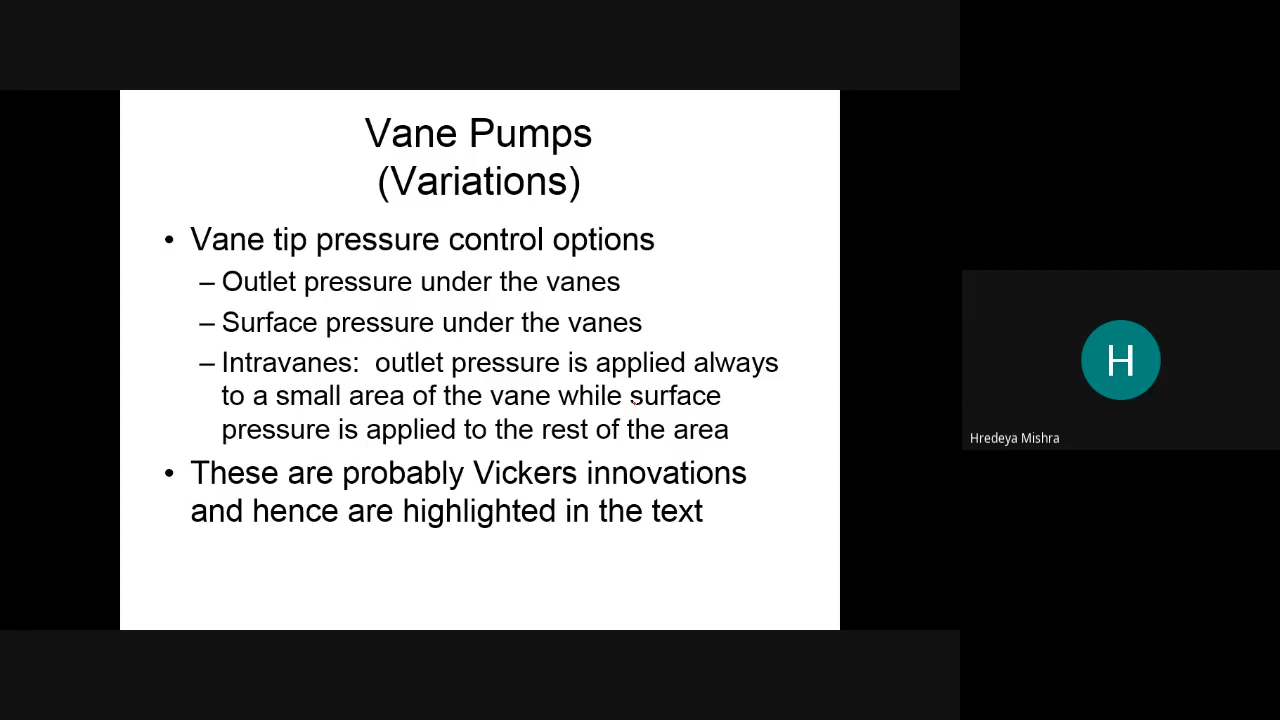 Vane Pumps
(Variations)
• Vane tip pressure control options
– Outlet pressure under the vanes
– Surface pressure under the vanes
– Intravanes:  outlet pressure is applied always
to a small area of the vane while surface
pressure is applied to the rest of the area
• These are probably Vickers innovations
and hence are highlighted in the text
H
Hredeya Mishra